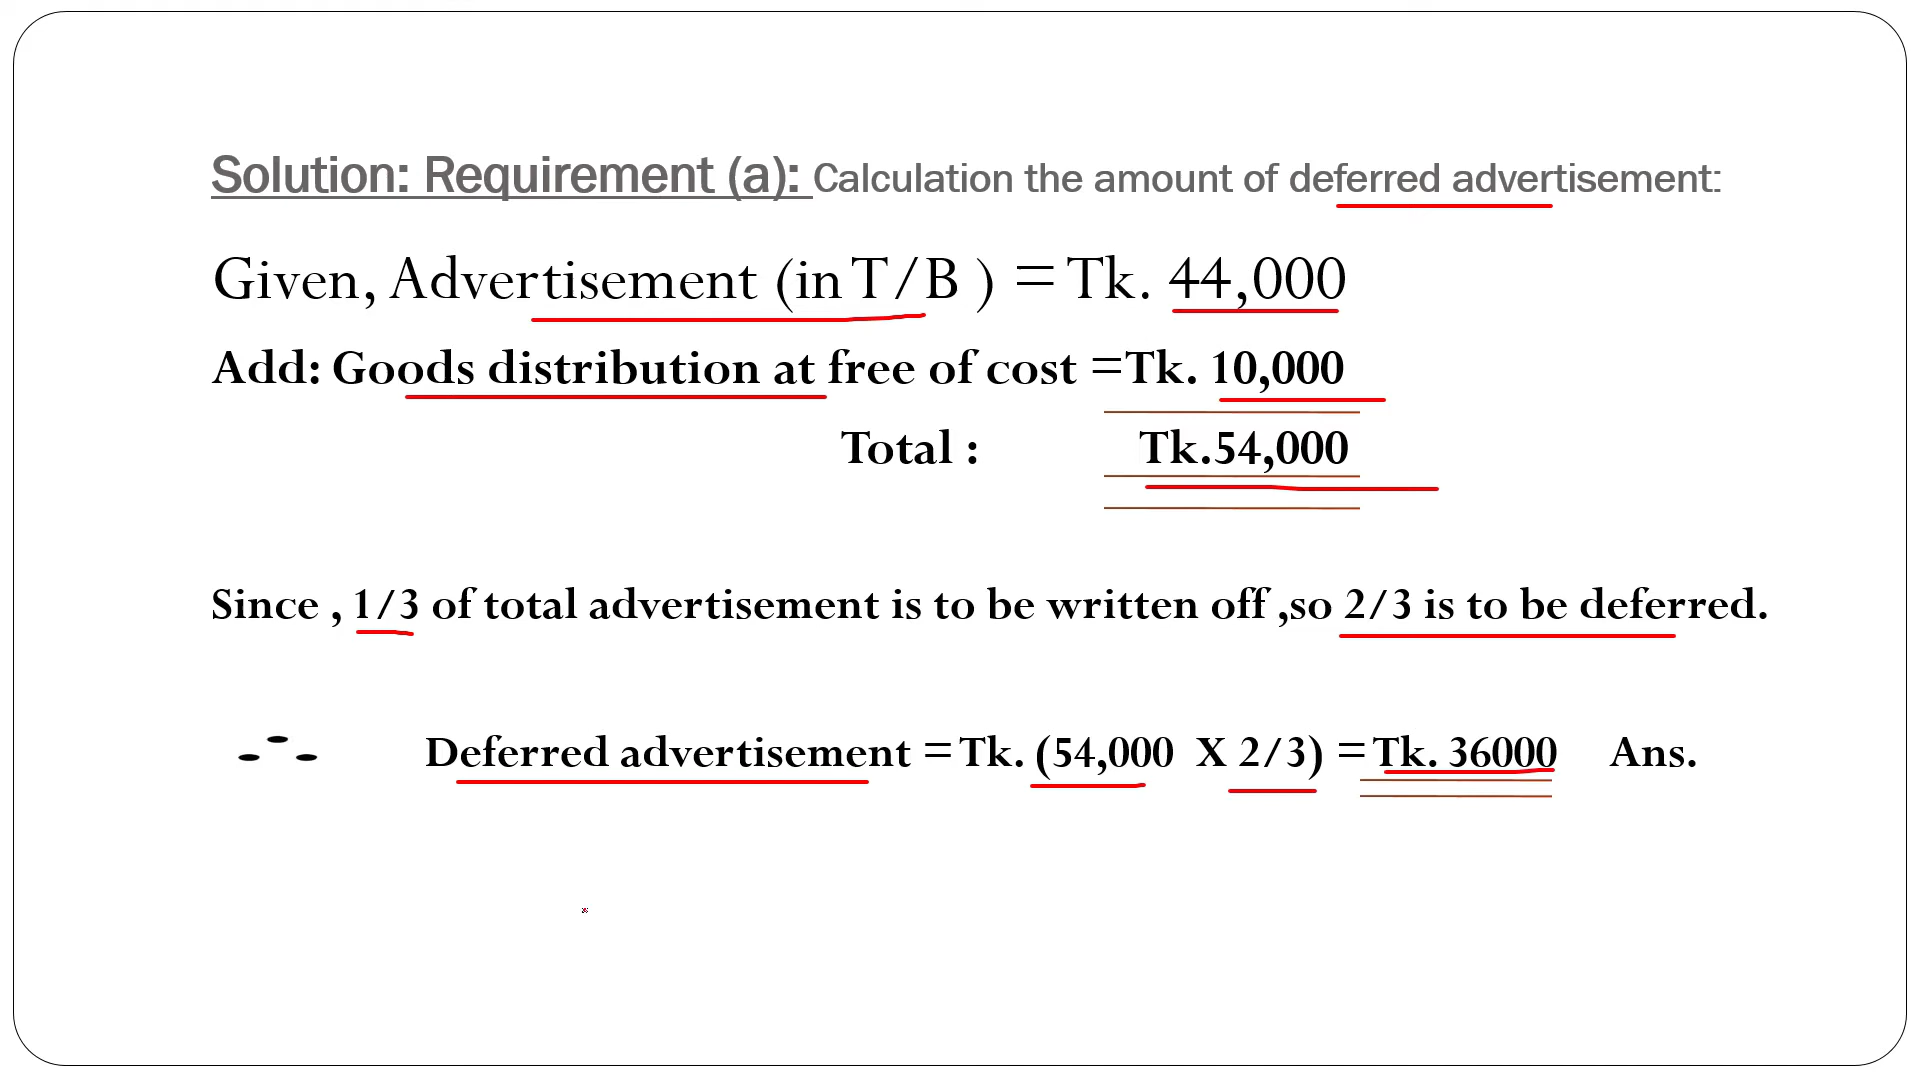 Solution: Requirement (a): Calculation the amount of deferred advertisement:
Given, Advertisement (in T/B ) = Tk. 44,000
Add: Goods distribution at free of cost =Tk. 10,000
Total : Tk.54,000
Since , 1/3 of total advertisement is to be written off ,so 2/3 is to be deferred.
Deferred advertisement = Tk. (54,000 X 2/3) = Tk. 36000 Ans.